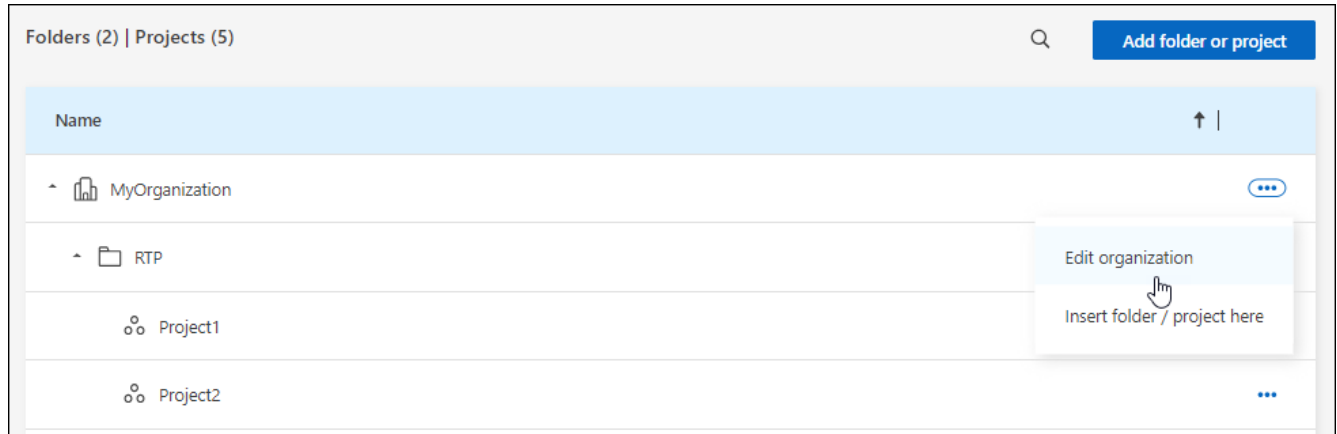 Folders (2) | Projects (5)
Add folder or project
Name
MyOrganization
RTP
Edit organization
Project1
Insert folder / project here
Project2